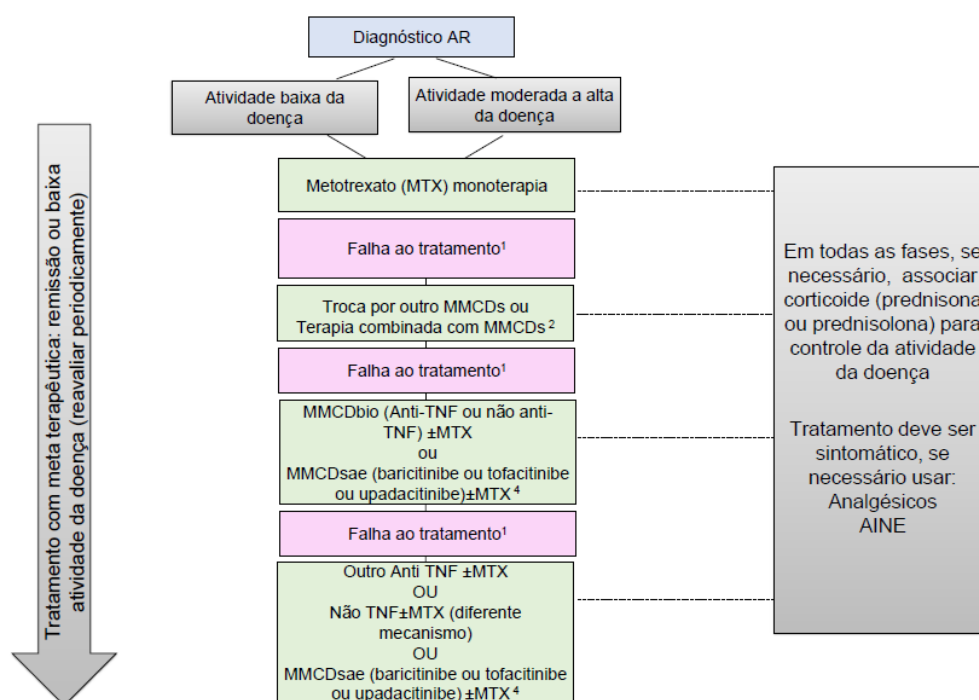 Diagnóstico AR
Atividade baixa da
doença
Atividade moderada a alta
da doença
Tratamento com meta terapêutica: remissão ou baixa
atividade da doença (reavaliar periodicamente)
Metotrexato (MTX) monoterapia
Falha ao tratamento¹
Troca por outro MMCDs ou
Terapia combinada com MMCDs ²
Falha ao tratamento¹
MMCDbio (Anti-TNF ou não anti-
TNF) ±MTX
ou
MMCDsae (baricitinibe ou tofacitinibe
ou upadacitinibe)±MTX ⁴
Falha ao tratamento¹
Outro Anti TNF ±MTX
OU
Não TNF±MTX (diferente
mecanismo)
OU
MMCDsae (baricitinibe ou tofacitinibe
ou upadacitinibe) ±MTX ⁴
Em todas as fases, se
necessário, associar
corticoide (prednisona
ou prednisolona) para
controle da atividade
da doença
Tratamento deve ser
sintomático, se
necessário usar:
Analgésicos
AINE